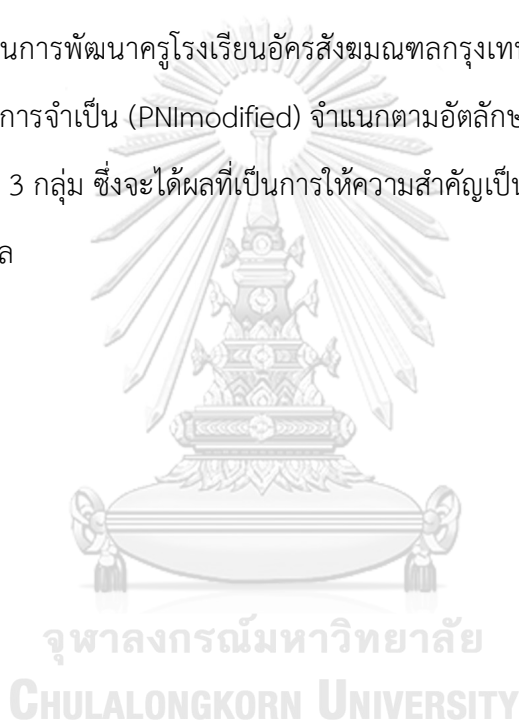 นการพัฒนาครูโรงเรียนอัครสังฆมณฑลกรุงเทพ
การจำเป็น (PNImodified) จำแนกตามอัตลักษ
3 กลุ่ม ซึ่งจะได้ผลที่เป็นการให้ความสำคัญเป็น
ล
จุฬาลงกรณ์มหาวิทยาลัย
CHULALONGKORN UNIVERSITY